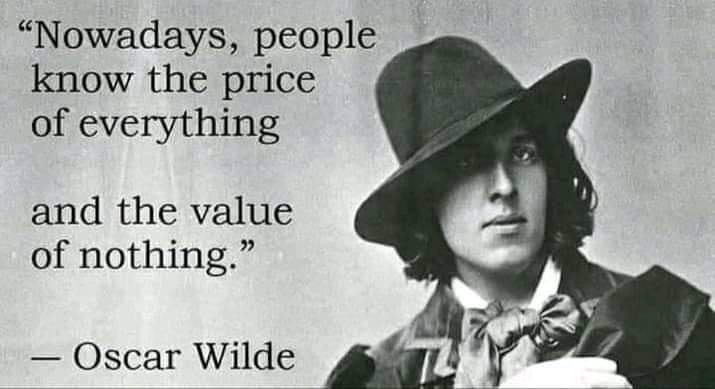 “Nowadays, people
know the price
of everything
and the value
of nothing.”
— Oscar Wilde